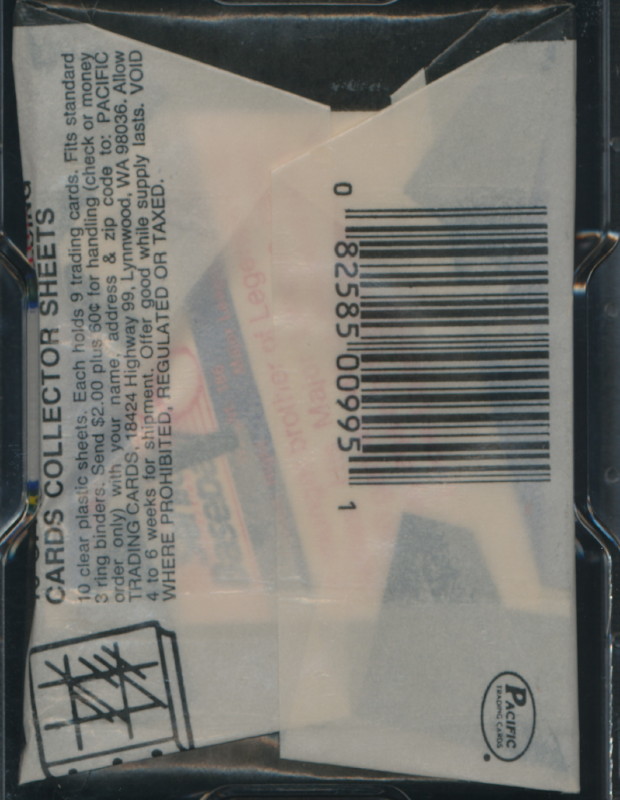 CARDS COLLECTOR SHEETS
10 clear plastic sheets. Each holds 9 trading cards. Fits standard
3 ring binders. Send $2.00 plus 60¢ for handling (check or money
order only) with your name, address & zip code to: PACIFIC
TRADING CARDS, 18424 Highway 99, Lynnwood, WA 98036. Allow
4 to 6 weeks for shipment. Offer good while supply lasts. VOID
WHERE PROHIBITED, REGULATED OR TAXED.
0 82585 00995 1
PACIFIC
TRADING CARDS